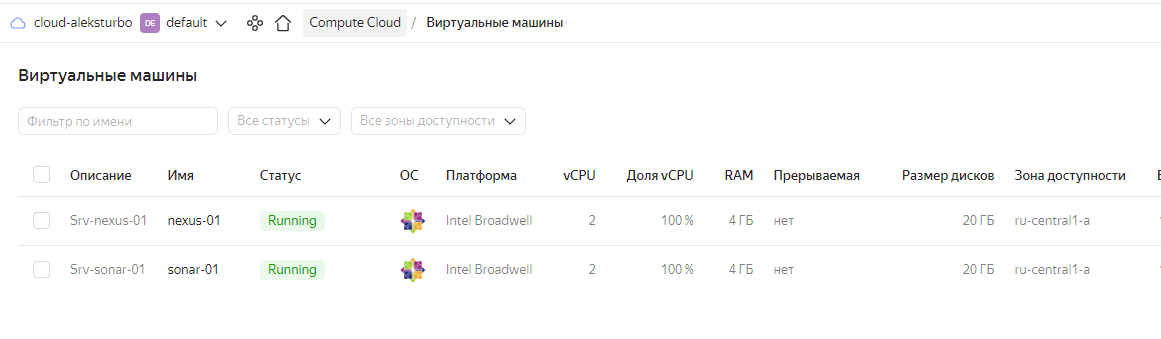 cloud-aleksturbo DE default Compute Cloud / Виртуальные машины
Виртуальные машины
Фильтр по имени Все статусы Все зоны доступности
Описание Имя Статус ОС Платформа vCPU Доля vCPU RAM Прерываемая Размер дисков Зона доступности
Srv-nexus-01 nexus-01 Running Intel Broadwell 2 100 % 4 ГБ нет 20 ГБ ru-central1-a
Srv-sonar-01 sonar-01 Running Intel Broadwell 2 100 % 4 ГБ нет 20 ГБ ru-central1-a